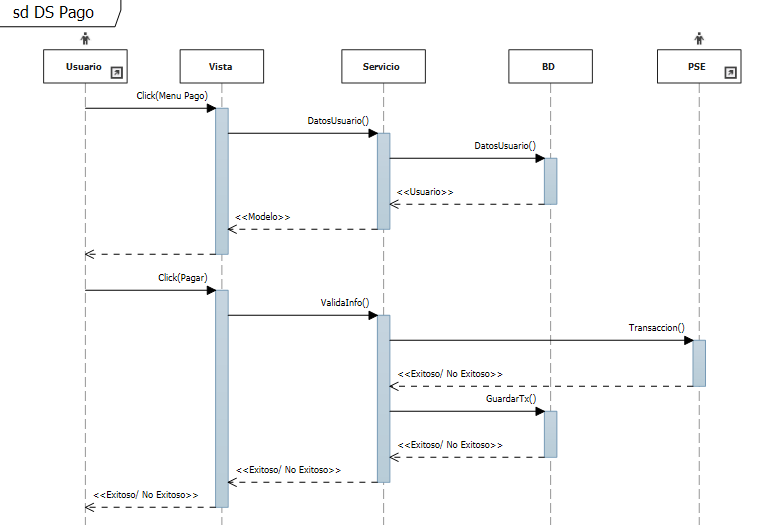 sd DS Pago
Usuario
Vista
Servicio
BD
PSE
Click(Menu Pago)
DatosUsuario()
DatosUsuario()
<<Usuario>>
<<Modelo>>
Click(Pagar)
ValidaInfo()
Transaccion()
<<Exitoso/ No Exitoso>>
GuardarTx()
<<Exitoso/ No Exitoso>>
<<Exitoso/ No Exitoso>>
<<Exitoso/ No Exitoso>>